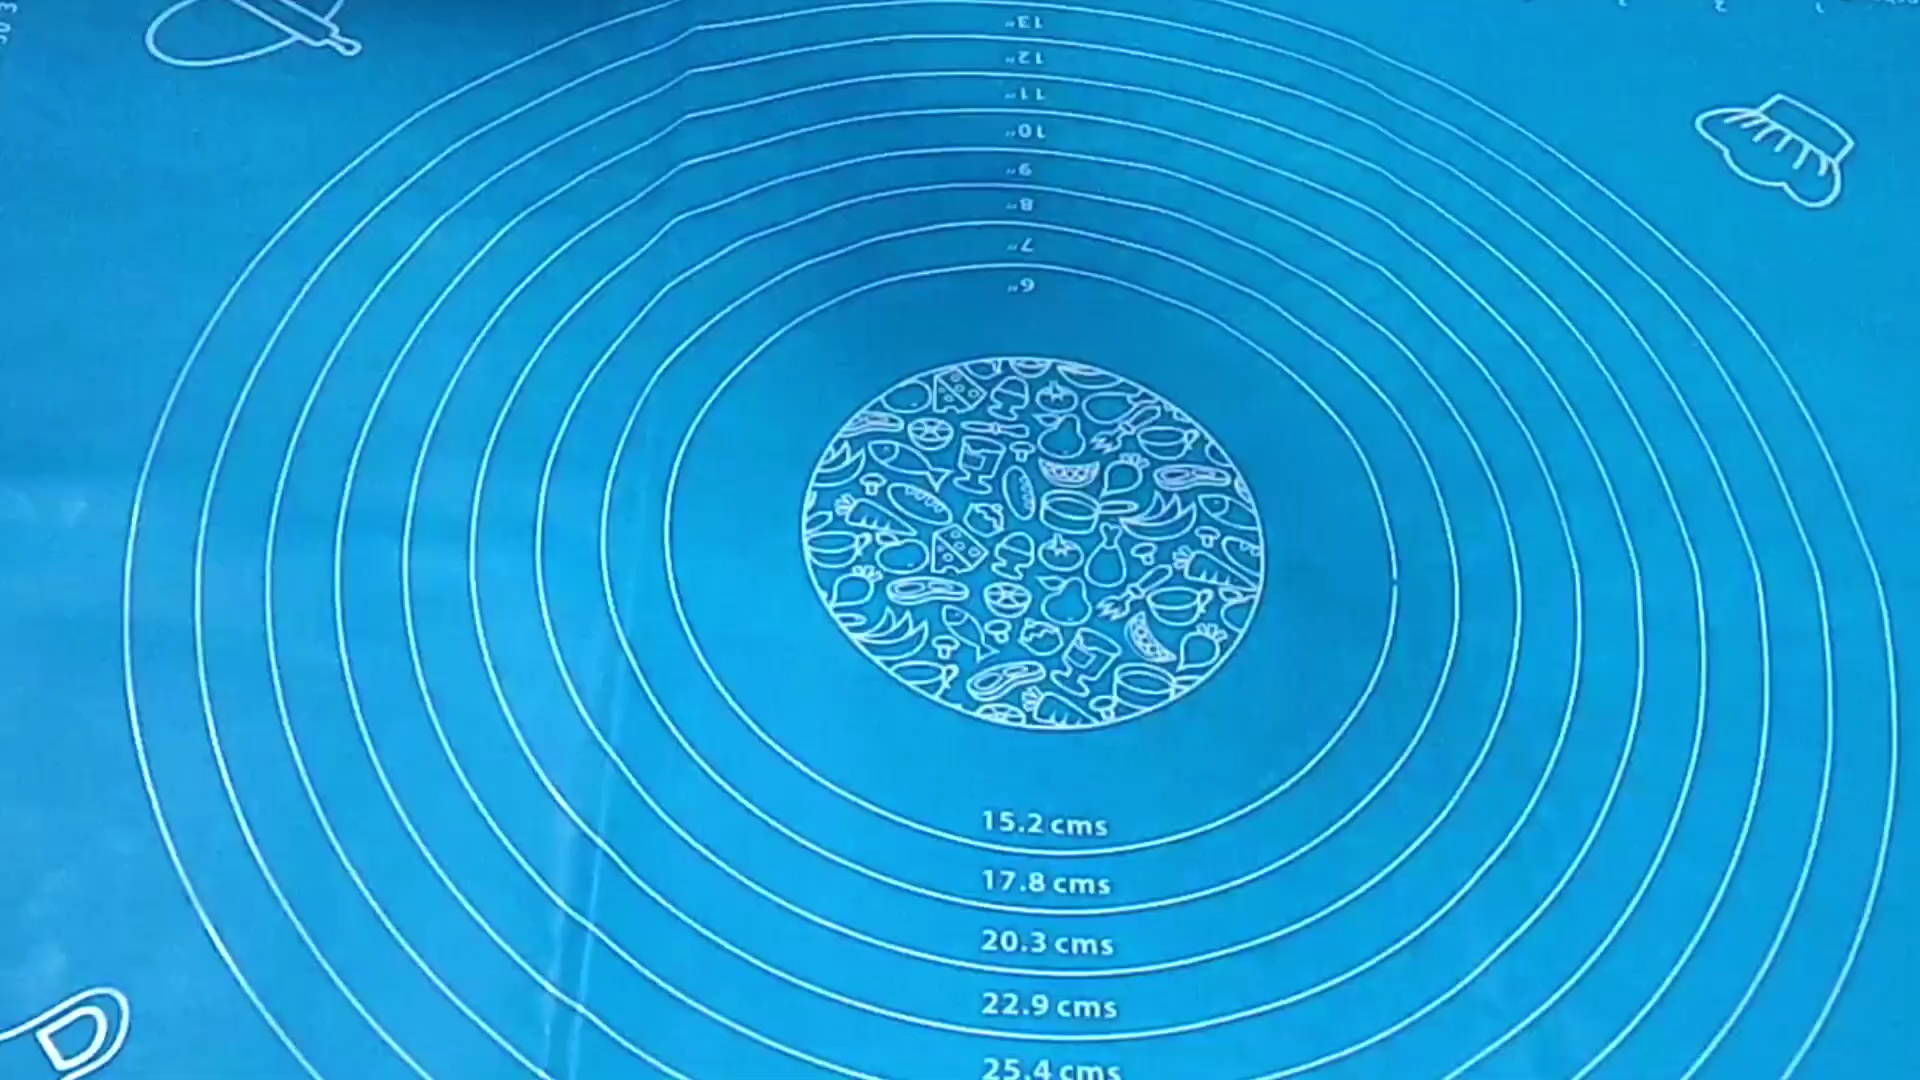 13"
12"
11"
10"
9"
8"
7"
6"
15.2 cms
17.8 cms
20.3 cms
22.9 cms
25.4 cms